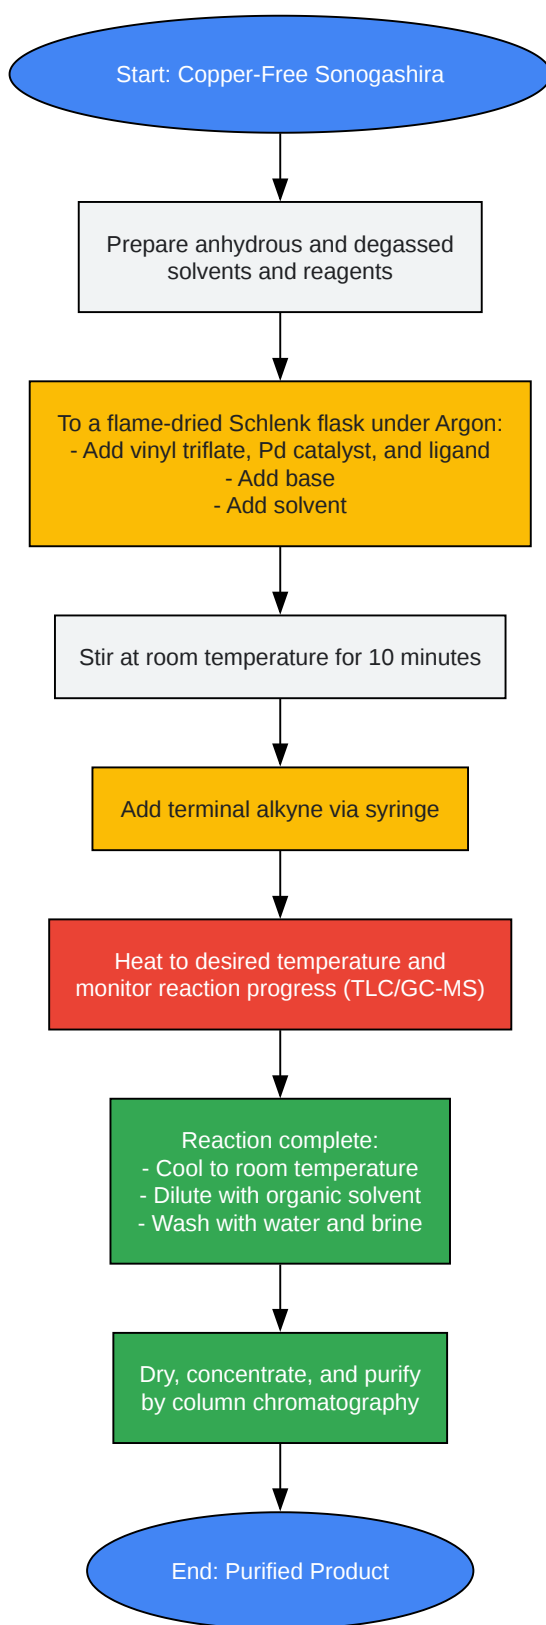 Start: Copper-Free Sonogashira
Prepare anhydrous and degassed
solvents and reagents
To a flame-dried Schlenk flask under Argon:
- Add vinyl triflate, Pd catalyst, and ligand
- Add base
- Add solvent
Stir at room temperature for 10 minutes
Add terminal alkyne via syringe
Heat to desired temperature and
monitor reaction progress (TLC/GC-MS)
Reaction complete:
- Cool to room temperature
- Dilute with organic solvent
- Wash with water and brine
Dry, concentrate, and purify
by column chromatography
End: Purified Product